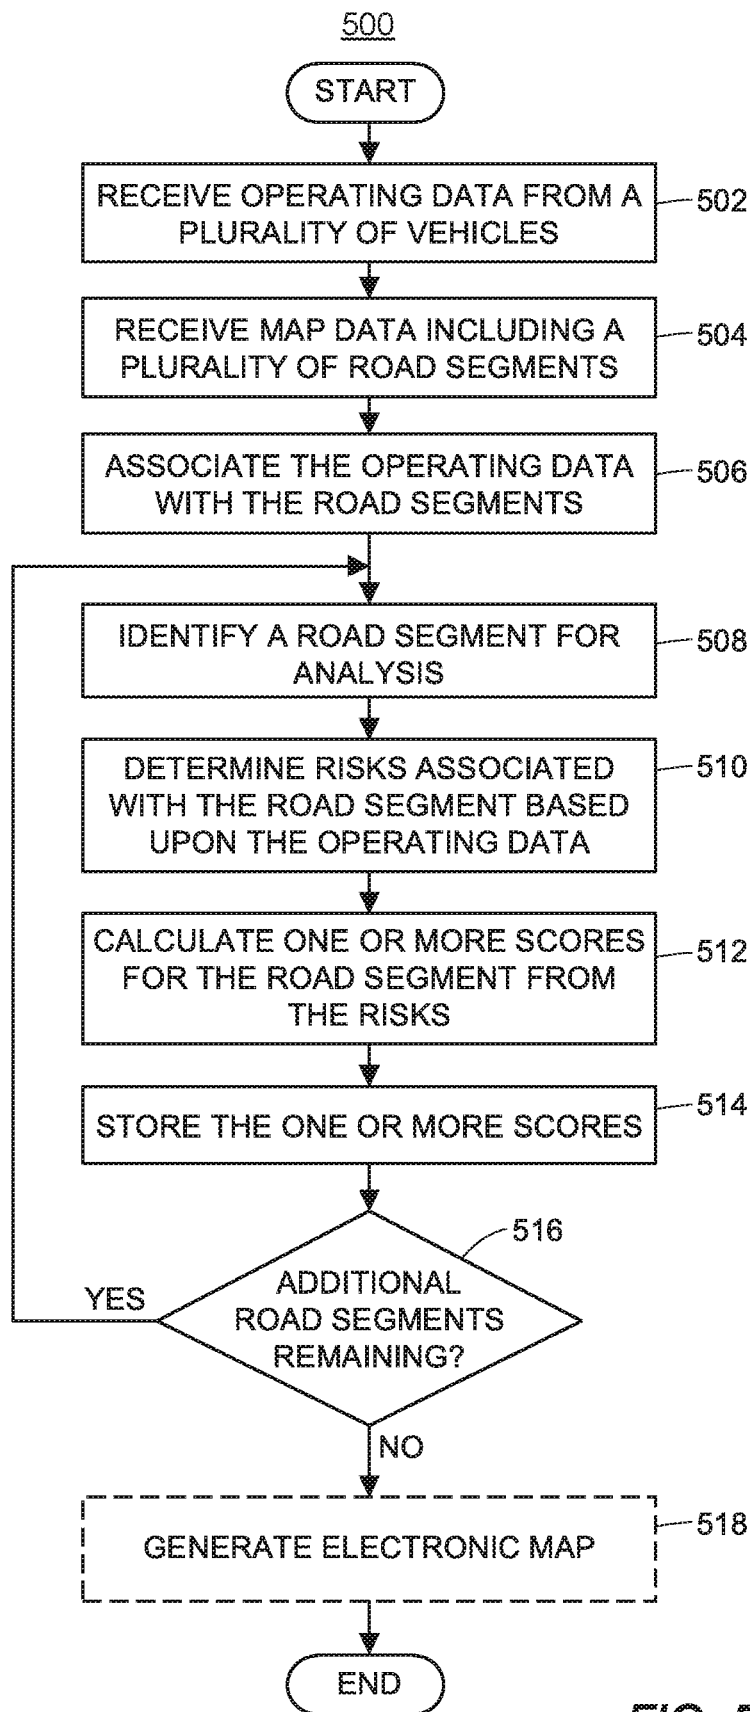 500
START
RECEIVE OPERATING DATA FROM A
PLURALITY OF VEHICLES
502
RECEIVE MAP DATA INCLUDING A
PLURALITY OF ROAD SEGMENTS
504
ASSOCIATE THE OPERATING DATA
WITH THE ROAD SEGMENTS
506
IDENTIFY A ROAD SEGMENT FOR
ANALYSIS
508
DETERMINE RISKS ASSOCIATED
WITH THE ROAD SEGMENT BASED
UPON THE OPERATING DATA
510
CALCULATE ONE OR MORE SCORES
FOR THE ROAD SEGMENT FROM
THE RISKS
512
STORE THE ONE OR MORE SCORES
514
516
ADDITIONAL
ROAD SEGMENTS
REMAINING?
YES
NO
GENERATE ELECTRONIC MAP
518
END